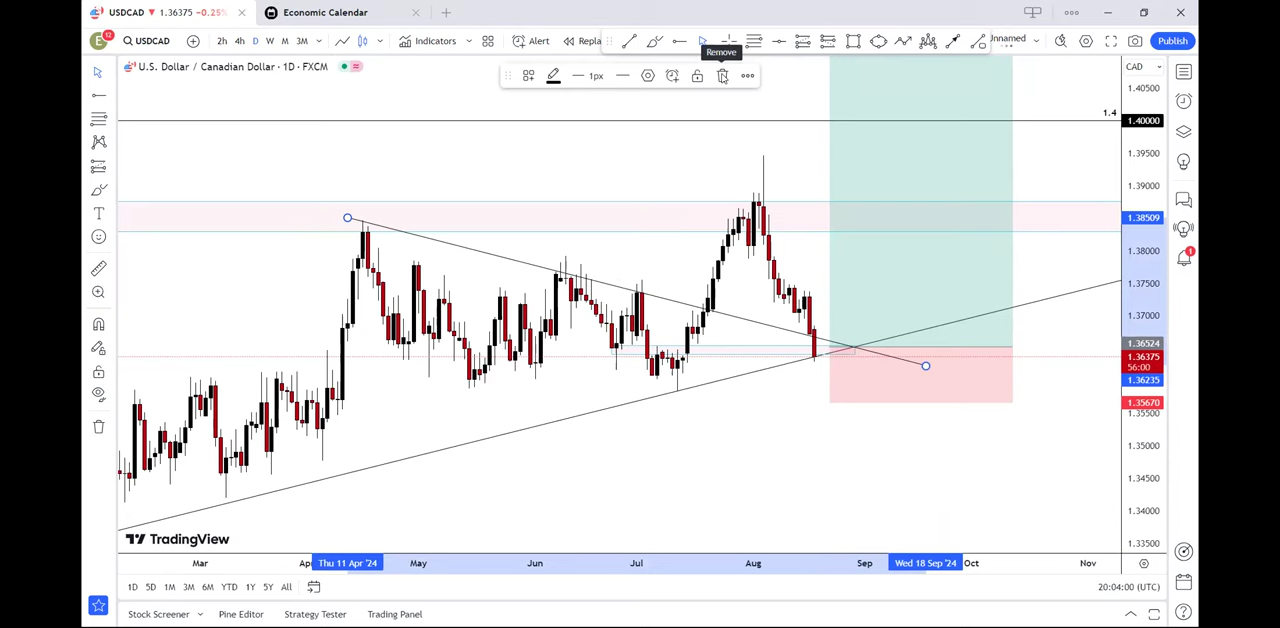 USDCAD ▼ 1.36375 −0.25%
Economic Calendar
E
12
USDCAD
2h 4h D W M 3M
Indicators
Alert
Repla
Unnamed
Publish
Remove
1px
U.S. Dollar / Canadian Dollar · 1D · FXCM
CAD
1.40500
1.4
1.40000
1.39500
1.39000
1.38509
1.38000
1.37500
1.37000
1.36524
1.36375
56:00
1.36235
1.35670
1.35500
1.35000
1.34500
1.34000
1.33500
1
TradingView
Mar
Ap
Thu 11 Apr '24
May
Jun
Jul
Aug
Sep
Wed 18 Sep '24
Oct
Nov
1D 5D 1M 3M 6M YTD 1Y 5Y All
20:04:00 (UTC)
Stock Screener
Pine Editor
Strategy Tester
Trading Panel